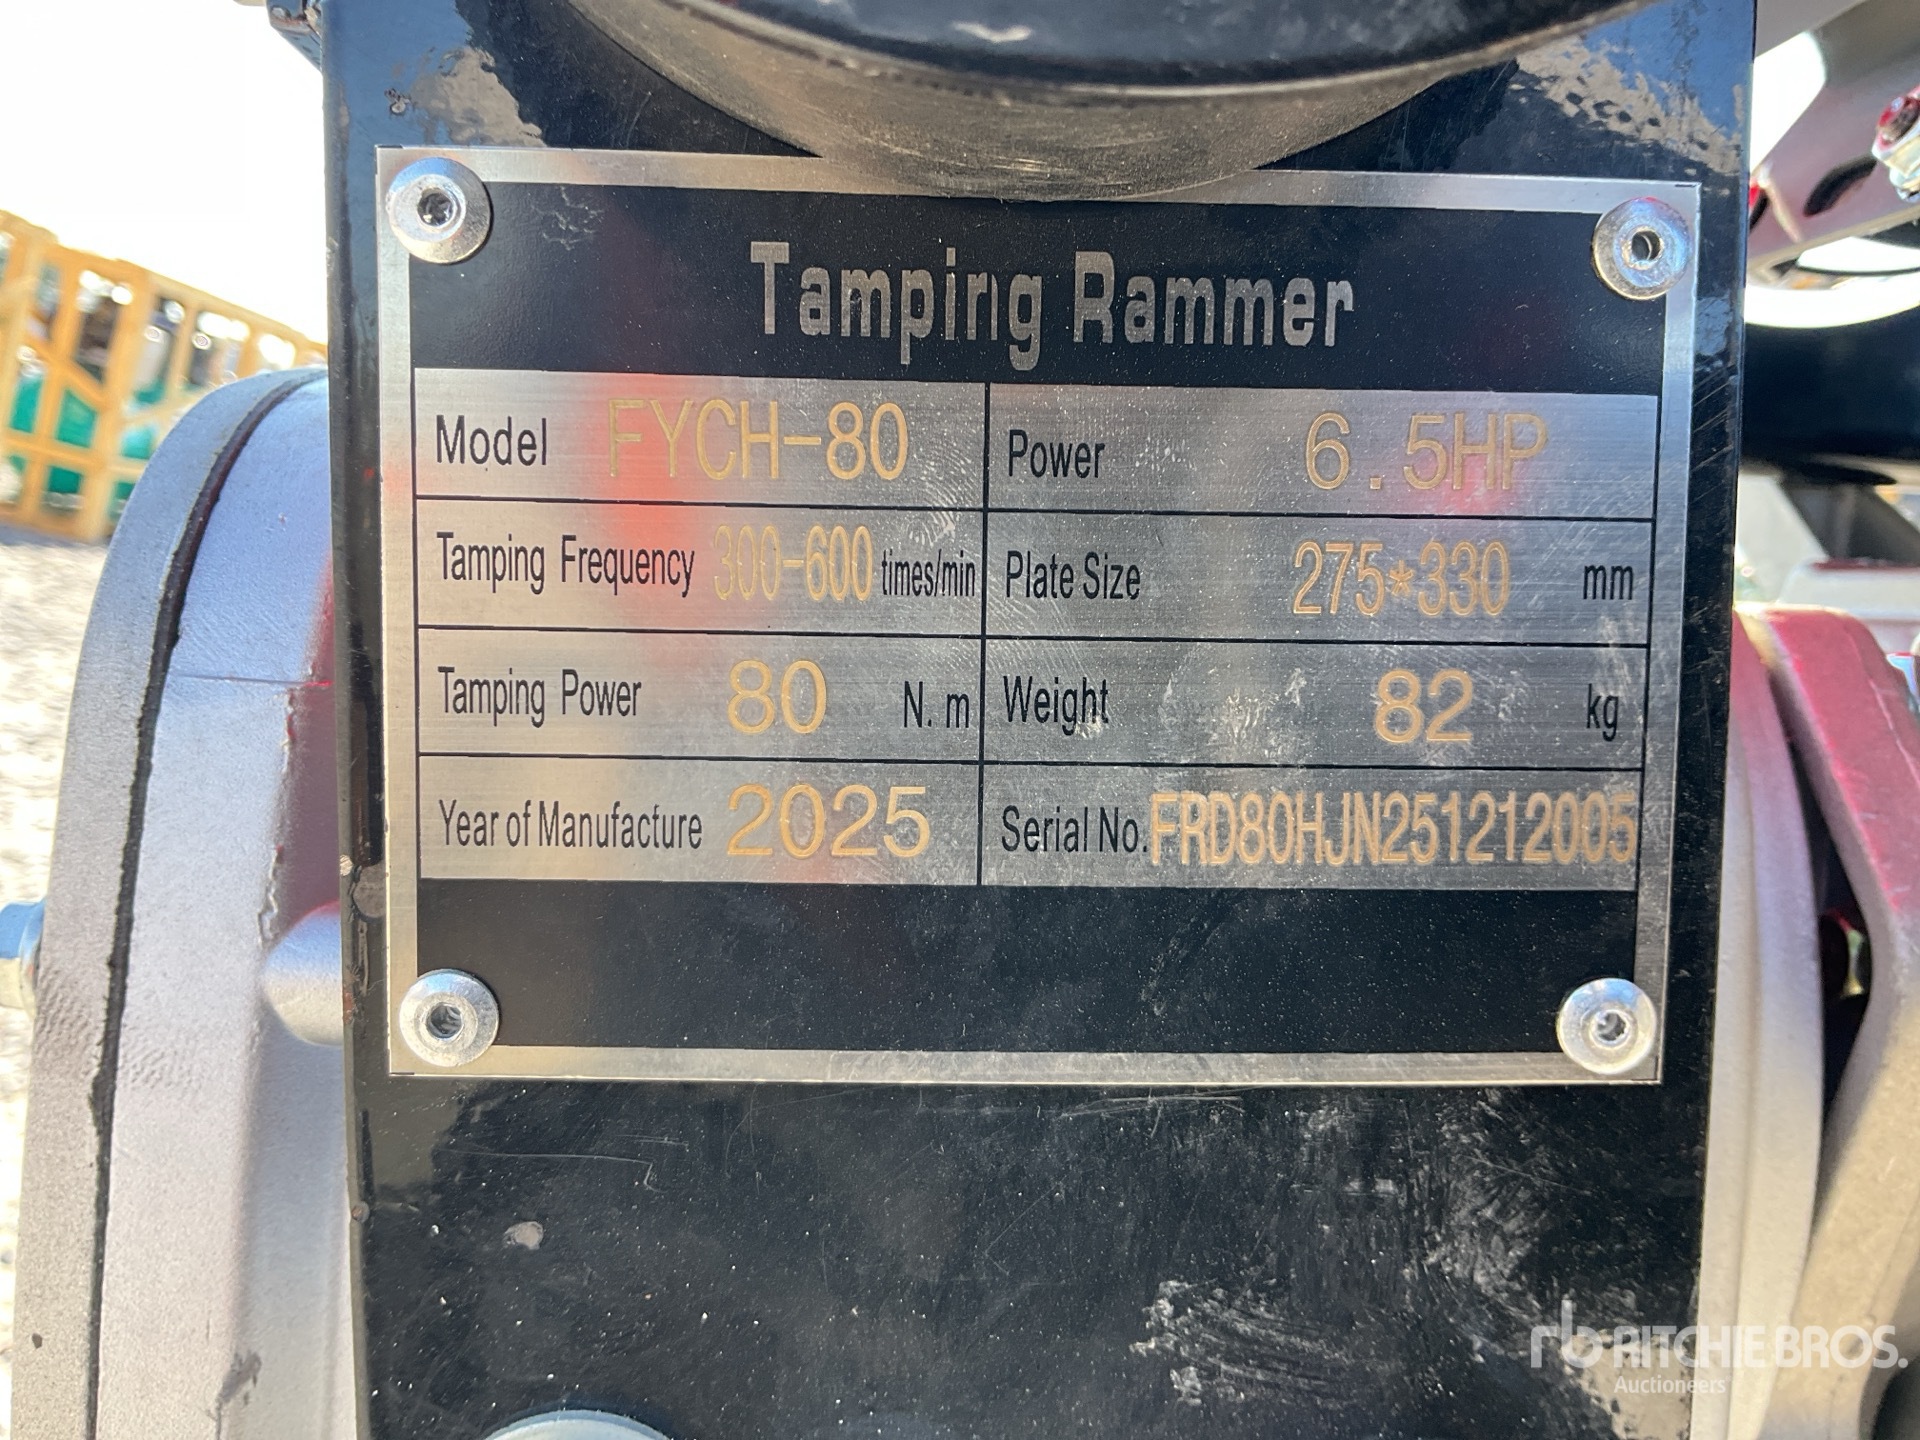 Tamping Rammer
Model FYCH-80 Power 6.5HP
Tamping Frequency 300-600 times/min Plate Size 275*330 mm
Tamping Power 80 N.m Weight 82 kg
Year of Manufacture 2025 Serial No. FRD80HJN251212005
rb RITCHIE BROS.
Auctioneers